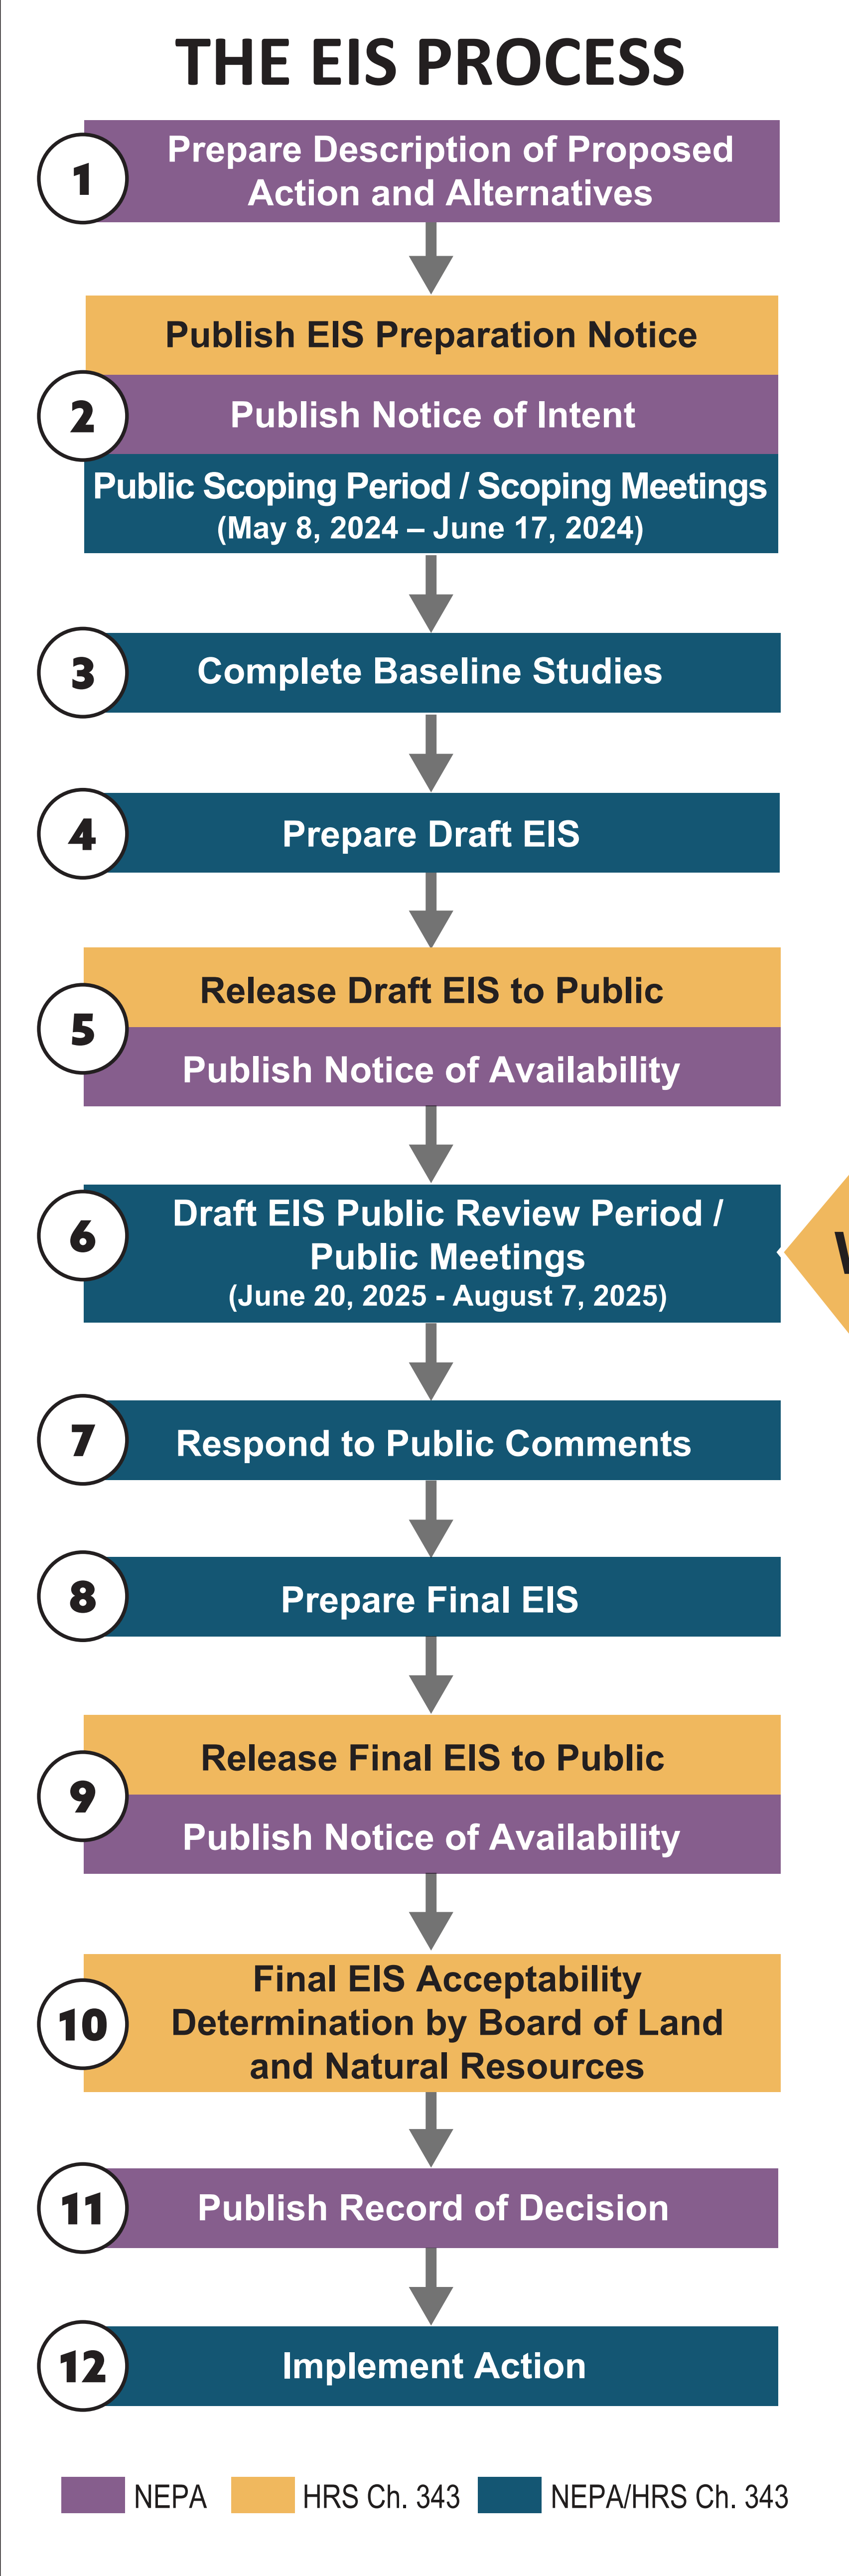 THE EIS PROCESS
1
Prepare Description of Proposed
Action and Alternatives
Publish EIS Preparation Notice
2
Publish Notice of Intent
Public Scoping Period / Scoping Meetings
(May 8, 2024 – June 17, 2024)
3
Complete Baseline Studies
4
Prepare Draft EIS
Release Draft EIS to Public
5
Publish Notice of Availability
6
Draft EIS Public Review Period /
Public Meetings
(June 20, 2025 - August 7, 2025)
7
Respond to Public Comments
8
Prepare Final EIS
Release Final EIS to Public
9
Publish Notice of Availability
10
Final EIS Acceptability
Determination by Board of Land
and Natural Resources
11
Publish Record of Decision
12
Implement Action
NEPA
HRS Ch. 343
NEPA/HRS Ch. 343